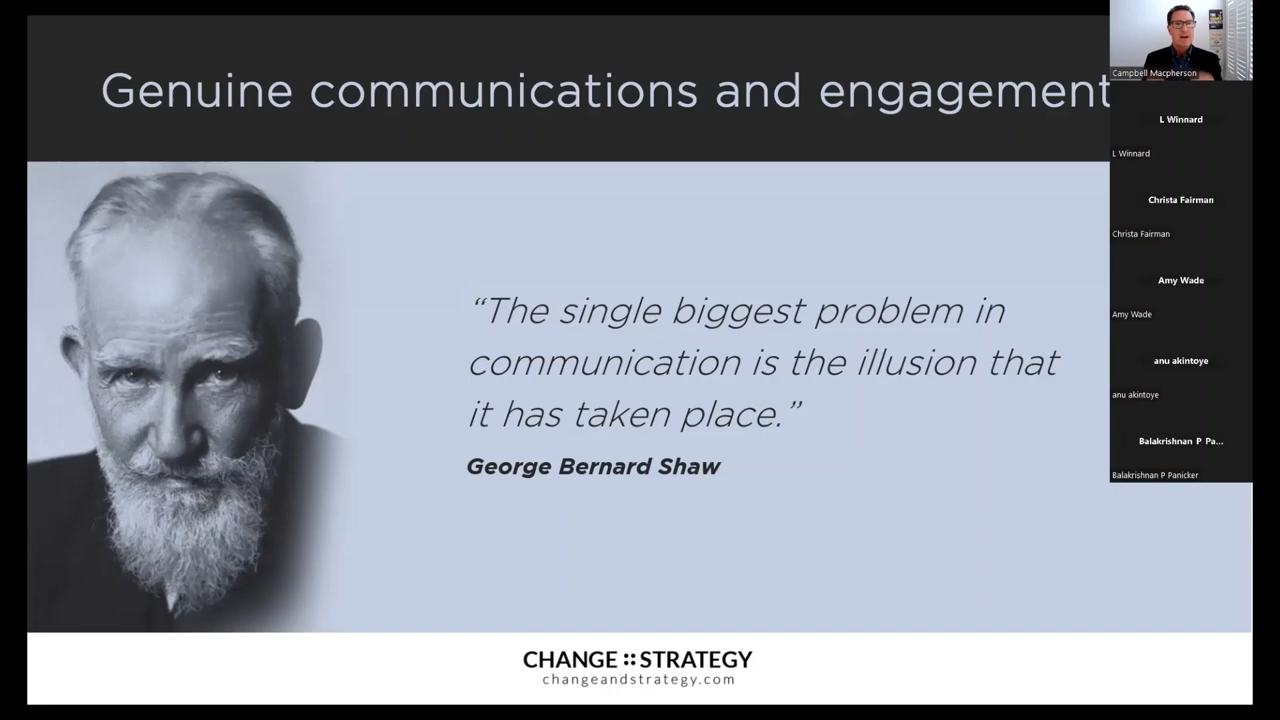 Genuine communications and engagement
“The single biggest problem in
communication is the illusion that
it has taken place.”
George Bernard Shaw
CHANGE::STRATEGY
changeandstrategy.com
Campbell Macpherson
L Winnard
L Winnard
Christa Fairman
Christa Fairman
Amy Wade
Amy Wade
anu akintoye
anu akintoye
Balakrishnan P Pa...
Balakrishnan P Panicker